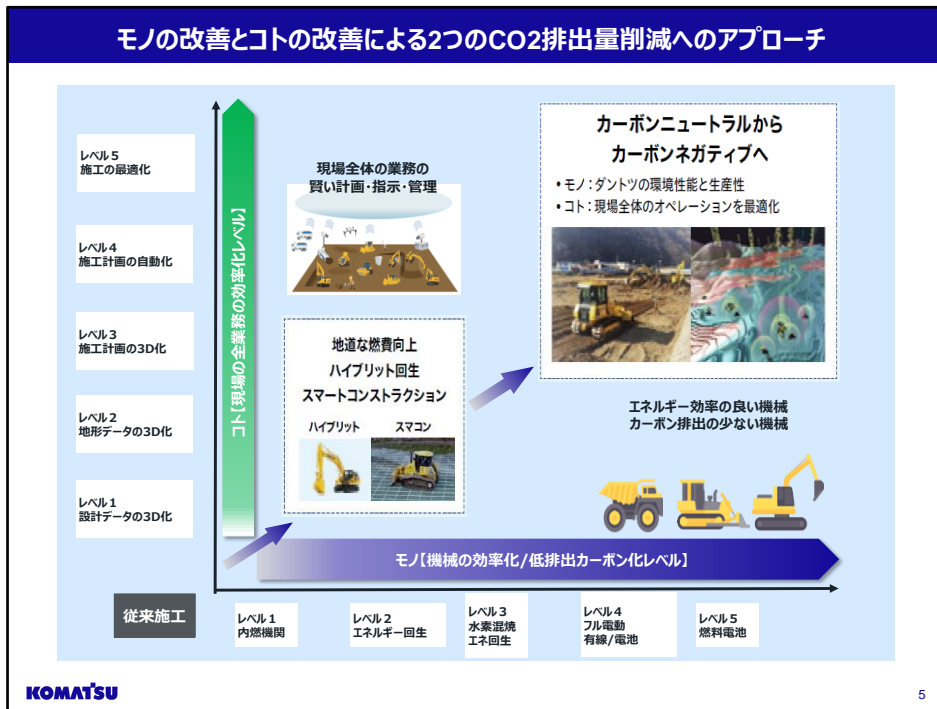 モノの改善とコトの改善による2つのCO2排出量削減へのアプローチ
レベル5
施工の最適化
レベル4
施工計画の自動化
レベル3
施工計画の3D化
レベル2
地形データの3D化
レベル1
設計データの3D化
コト【現場の全業務の効率化レベル】
現場全体の業務の
賢い計画・指示・管理
地道な燃費向上
ハイブリット回生
スマートコンストラクション
ハイブリット
スマコン
カーボンニュートラルから
カーボンネガティブへ
• モノ：ダントツの環境性能と生産性
• コト：現場全体のオペレーションを最適化
エネルギー効率の良い機械
カーボン排出の少ない機械
モノ【機械の効率化/低排出カーボン化レベル】
従来施工
レベル1
内燃機関
レベル2
エネルギー回生
レベル3
水素混焼
エネ回生
レベル4
フル電動
有線/電池
レベル5
燃料電池
KOMATSU
5